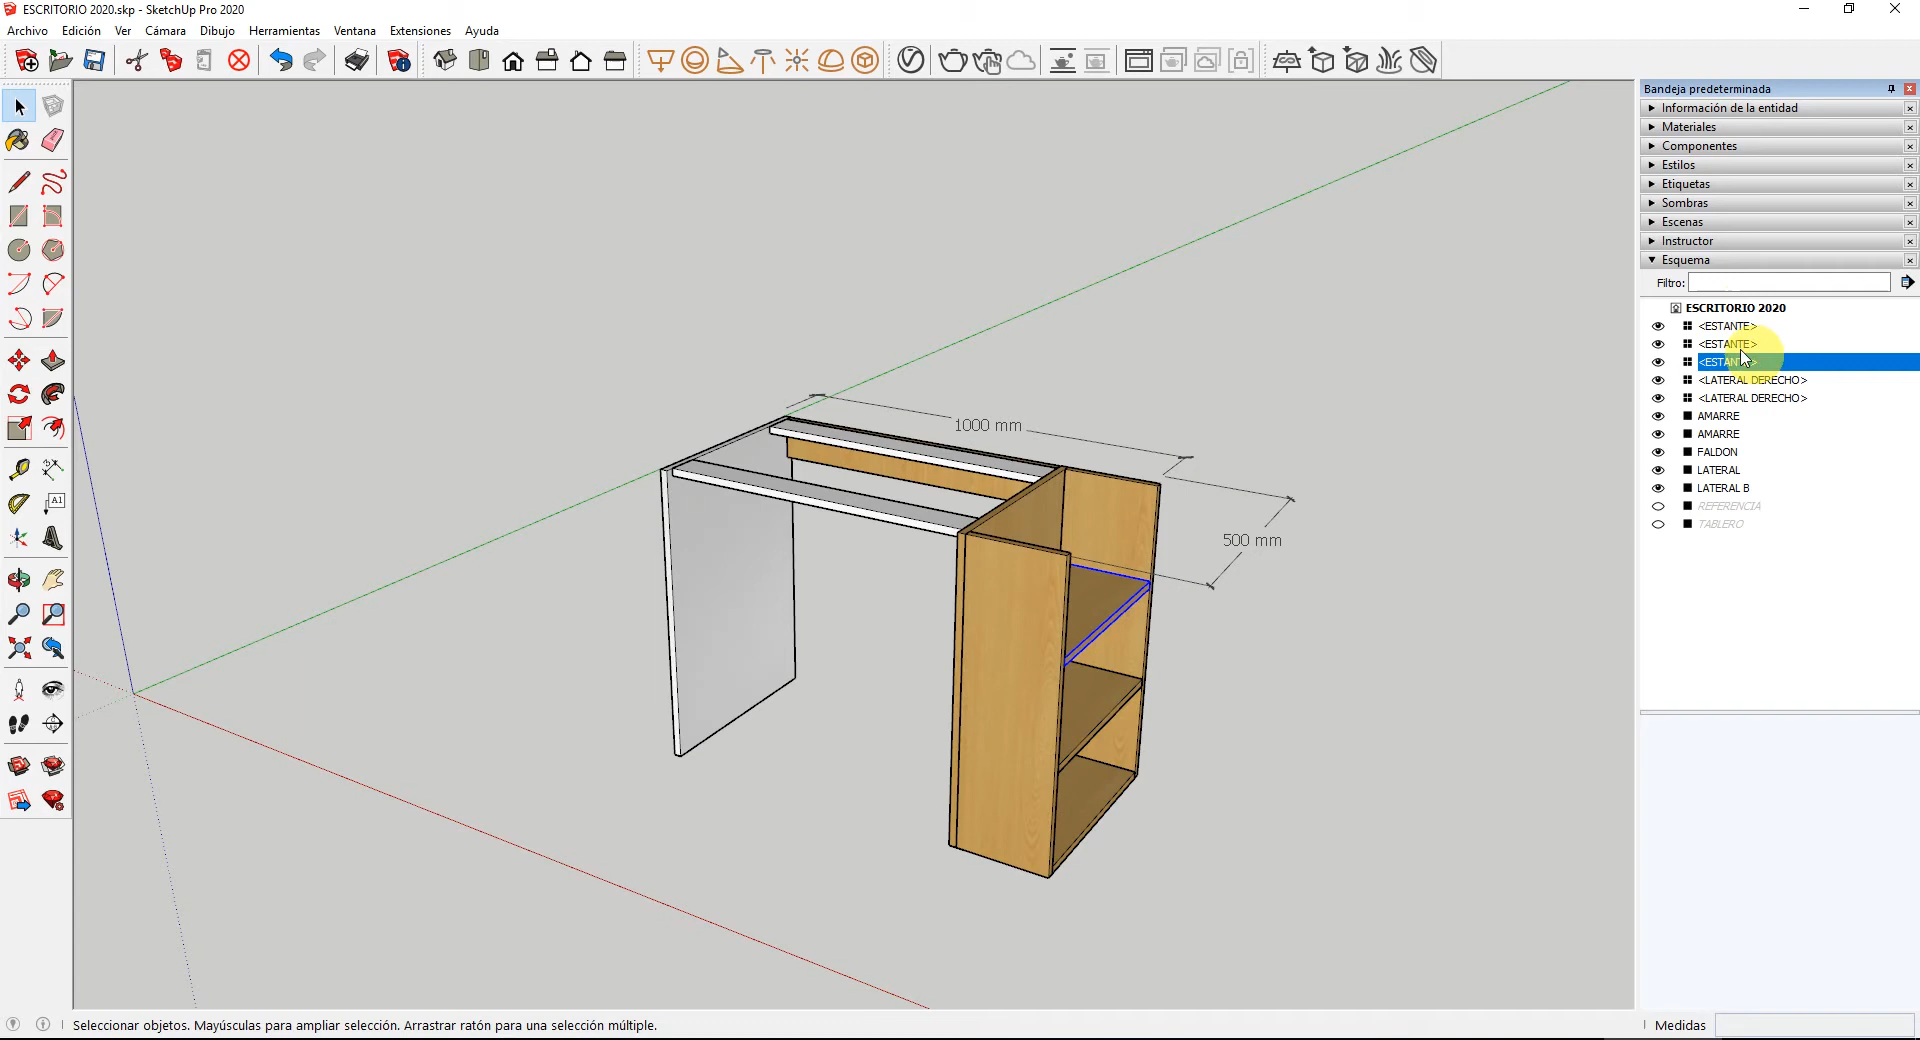 ESCRITORIO 2020.skp - SketchUp Pro 2020
Archivo Edición Ver Cámara Dibujo Herramientas Ventana Extensiones Ayuda
Bandeja predeterminada
Información de la entidad
Materiales
Componentes
Estilos
Etiquetas
Sombras
Escenas
Instructor
Esquema
Filtro:
ESCRITORIO 2020
<ESTANTE>
<ESTANTE>
<ESTANTE>
<LATERAL DERECHO>
<LATERAL DERECHO>
AMARRE
AMARRE
FALDON
LATERAL
LATERAL B
REFERENCIA
TABLERO
A1
1000 mm
500 mm
Seleccionar objetos. Mayúsculas para ampliar selección. Arrastrar ratón para una selección múltiple.
Medidas